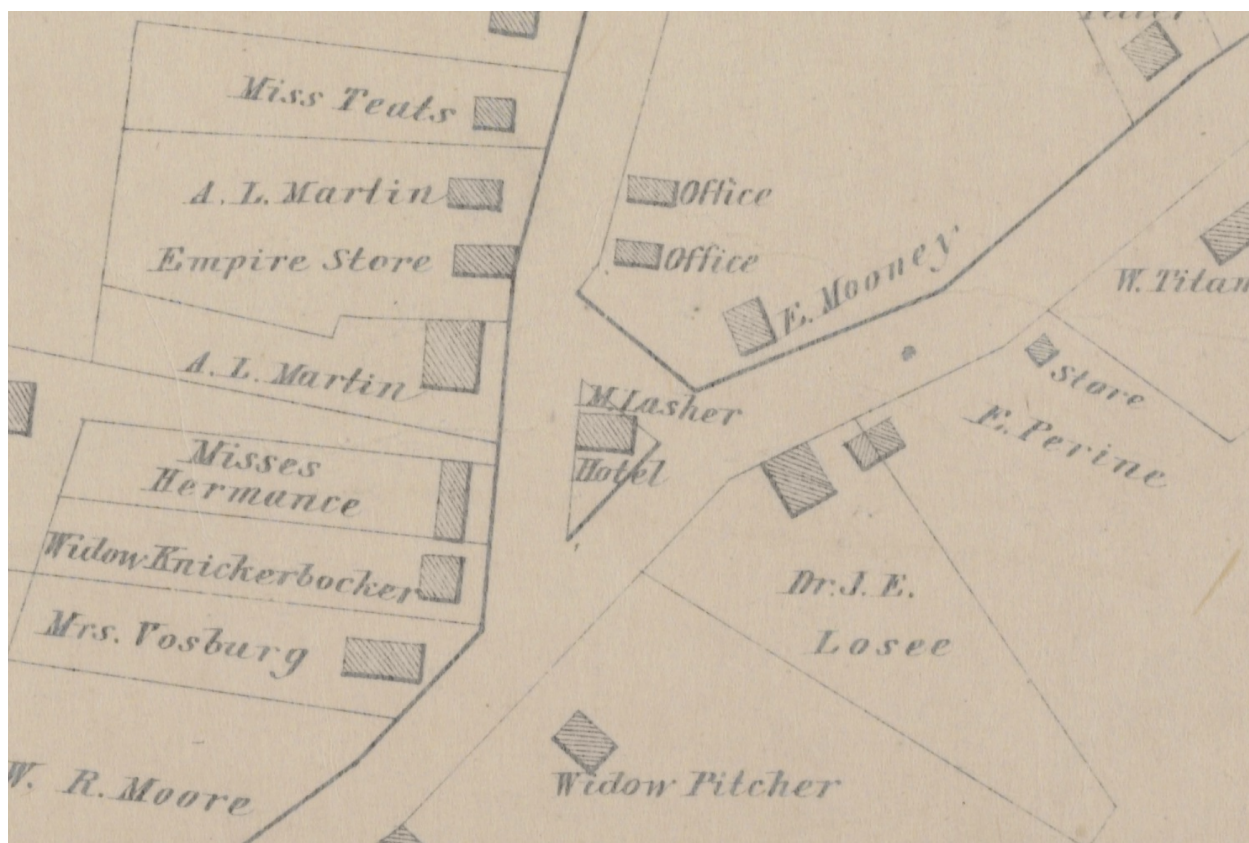 Miss Teats
A. L. Martin
Office
Empire Store
Office
E. Mooney
W. Titam
A. L. Martin
M. Lasher
Hotel
Store
E. Perine
Misses
Hermance
Widow Knickerbocker
Mrs. Vosburg
Dr. J. E.
Losee
Widow Pitcher
W. R. Moore